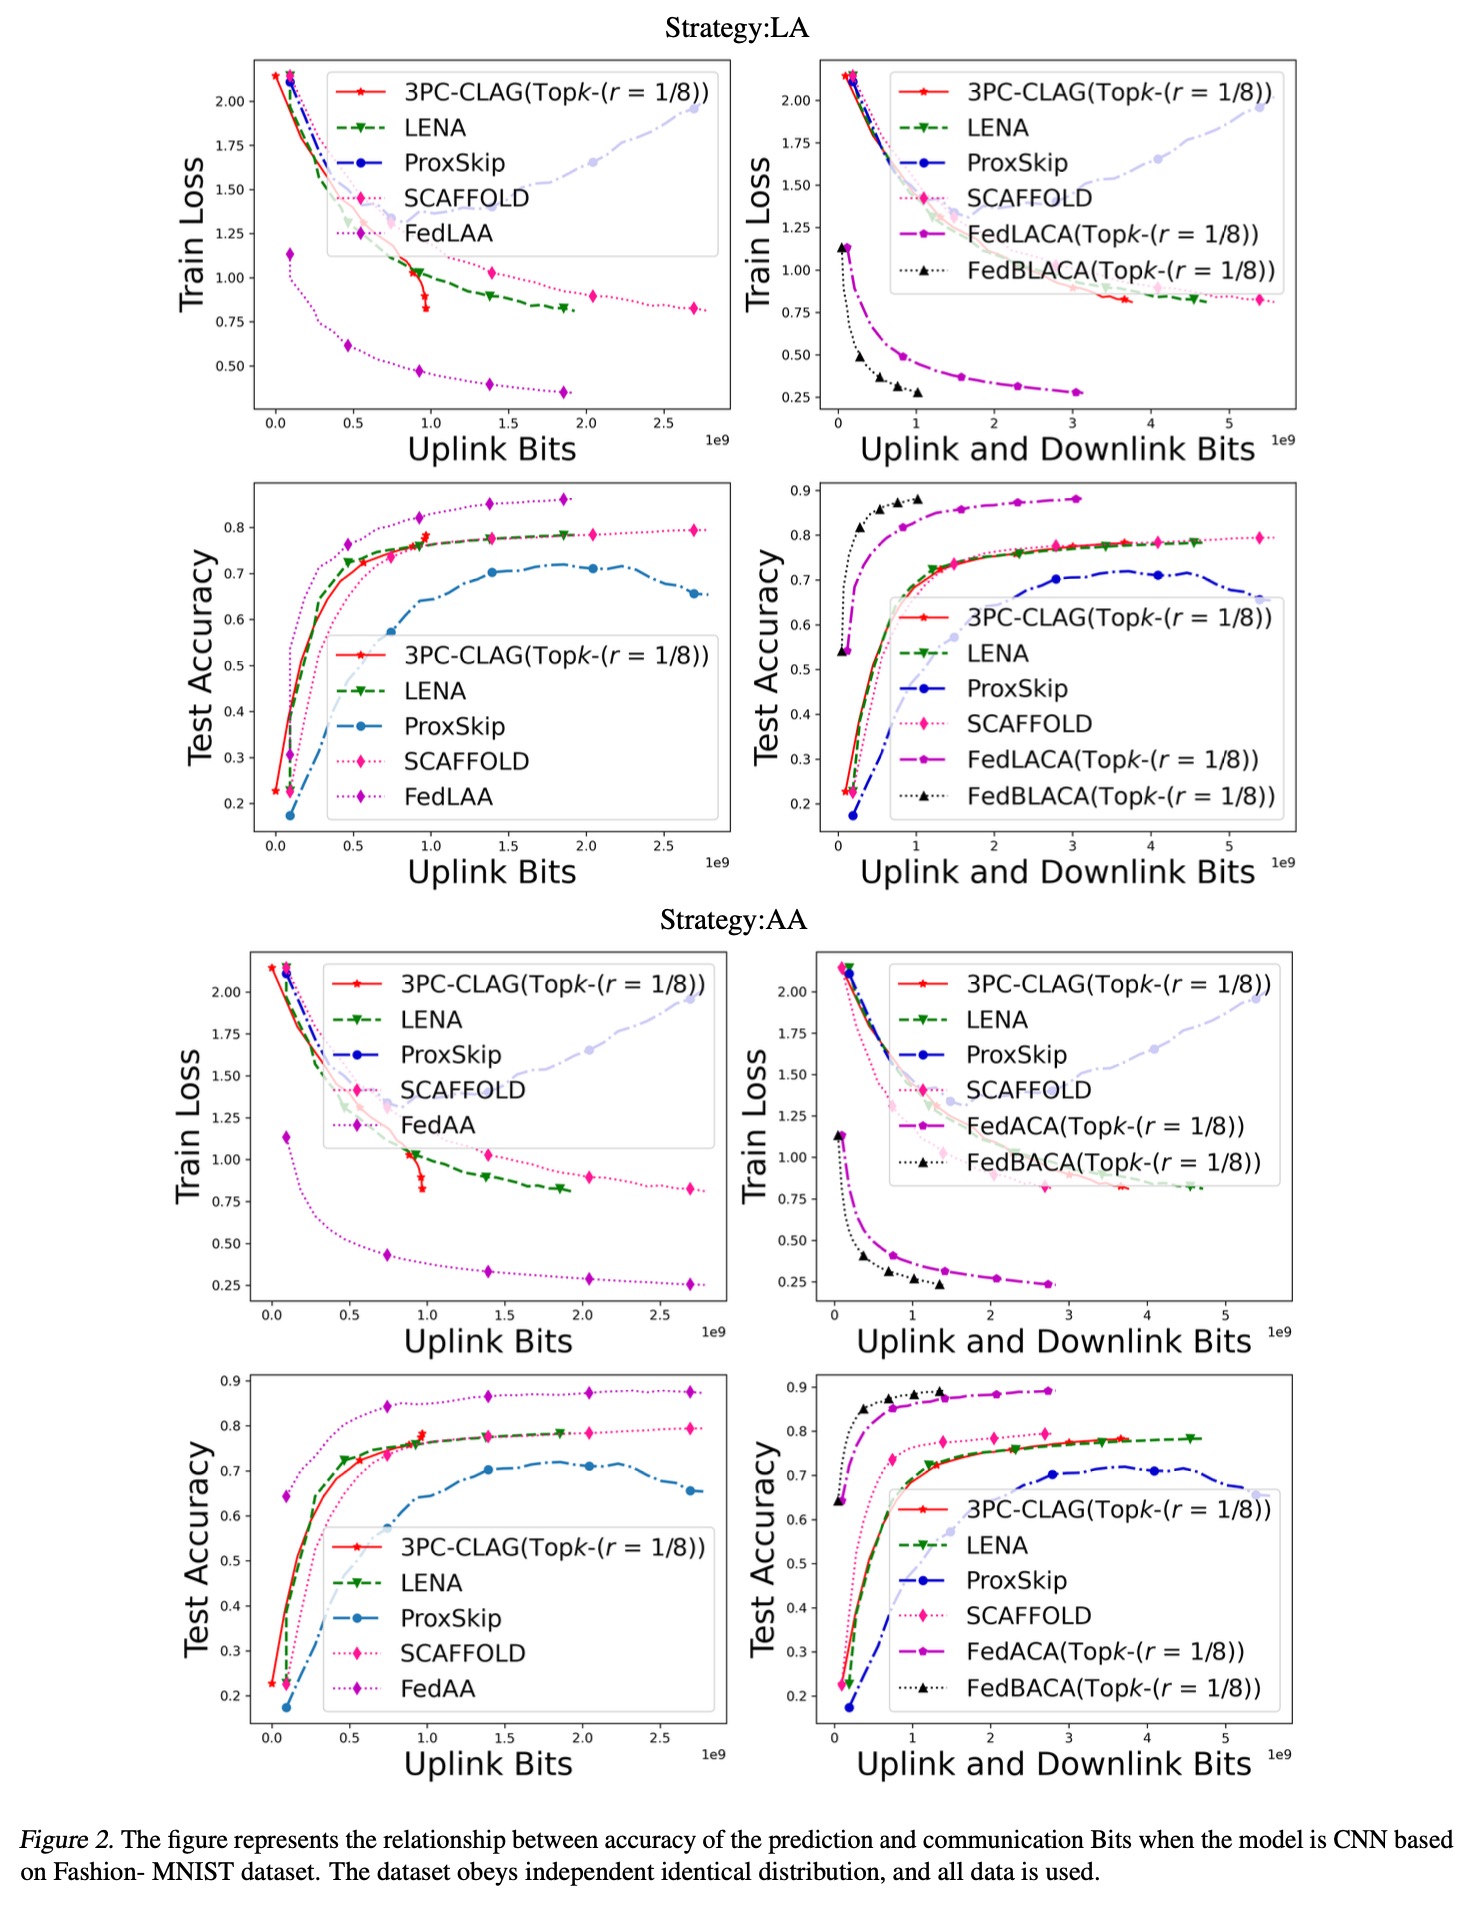 Strategy:LA
Train Loss
2.00
1.75
1.50
1.25
1.00
0.75
0.50
3PC-CLAG(Topk-(r = 1/8))
LENA
ProxSkip
SCAFFOLD
FedLAA
0.0 0.5 1.0 1.5 2.0 2.5
1e9
Uplink Bits
Train Loss
2.00
1.75
1.50
1.25
1.00
0.75
0.50
0.25
3PC-CLAG(Topk-(r = 1/8))
LENA
ProxSkip
SCAFFOLD
FedLACA(Topk-(r = 1/8))
FedBLACA(Topk-(r = 1/8))
0 1 2 3 4 5
1e9
Uplink and Downlink Bits
Test Accuracy
0.8
0.7
0.6
0.5
0.4
0.3
0.2
3PC-CLAG(Topk-(r = 1/8))
LENA
ProxSkip
SCAFFOLD
FedLAA
0.0 0.5 1.0 1.5 2.0 2.5
1e9
Uplink Bits
Test Accuracy
0.9
0.8
0.7
0.6
0.5
0.4
0.3
0.2
3PC-CLAG(Topk-(r = 1/8))
LENA
ProxSkip
SCAFFOLD
FedLACA(Topk-(r = 1/8))
FedBLACA(Topk-(r = 1/8))
0 1 2 3 4 5
1e9
Uplink and Downlink Bits
Strategy:AA
Train Loss
2.00
1.75
1.50
1.25
1.00
0.75
0.50
0.25
3PC-CLAG(Topk-(r = 1/8))
LENA
ProxSkip
SCAFFOLD
FedAA
0.0 0.5 1.0 1.5 2.0 2.5
1e9
Uplink Bits
Train Loss
2.00
1.75
1.50
1.25
1.00
0.75
0.50
0.25
3PC-CLAG(Topk-(r = 1/8))
LENA
ProxSkip
SCAFFOLD
FedACA(Topk-(r = 1/8))
FedBACA(Topk-(r = 1/8))
0 1 2 3 4 5
1e9
Uplink and Downlink Bits
Test Accuracy
0.9
0.8
0.7
0.6
0.5
0.4
0.3
0.2
3PC-CLAG(Topk-(r = 1/8))
LENA
ProxSkip
SCAFFOLD
FedAA
0.0 0.5 1.0 1.5 2.0 2.5
1e9
Uplink Bits
Test Accuracy
0.9
0.8
0.7
0.6
0.5
0.4
0.3
0.2
3PC-CLAG(Topk-(r = 1/8))
LENA
ProxSkip
SCAFFOLD
FedACA(Topk-(r = 1/8))
FedBACA(Topk-(r = 1/8))
0 1 2 3 4 5
1e9
Uplink and Downlink Bits
Figure 2. The figure represents the relationship between accuracy of the prediction and communication Bits when the model is CNN based
on Fashion- MNIST dataset. The dataset obeys independent identical distribution, and all data is used.